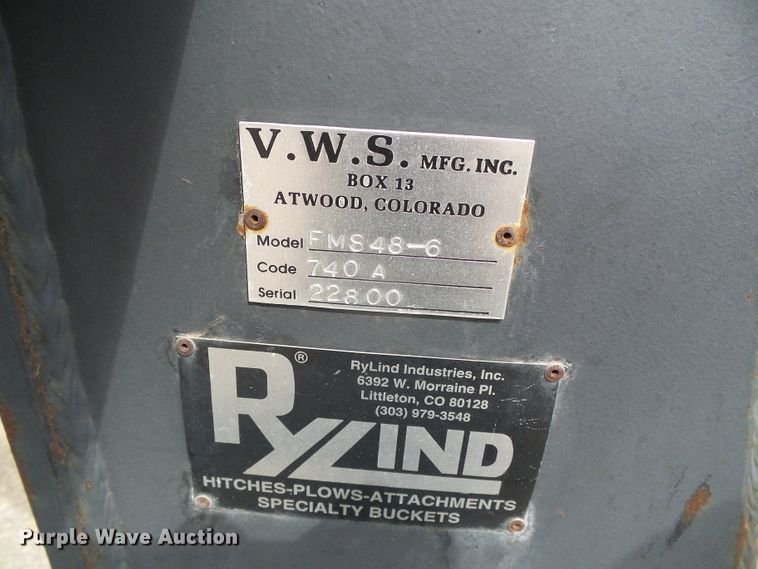 V.W.S. MFG. INC.
BOX 13
ATWOOD, COLORADO
Model FMS48-6
Code 740 A
Serial 22800
RYLIND ®
RyLind Industries, Inc.
6392 W. Morraine Pl.
Littleton, CO 80128
(303) 979-3548
HITCHES-PLOWS-ATTACHMENTS
SPECIALTY BUCKETS
Purple Wave Auction